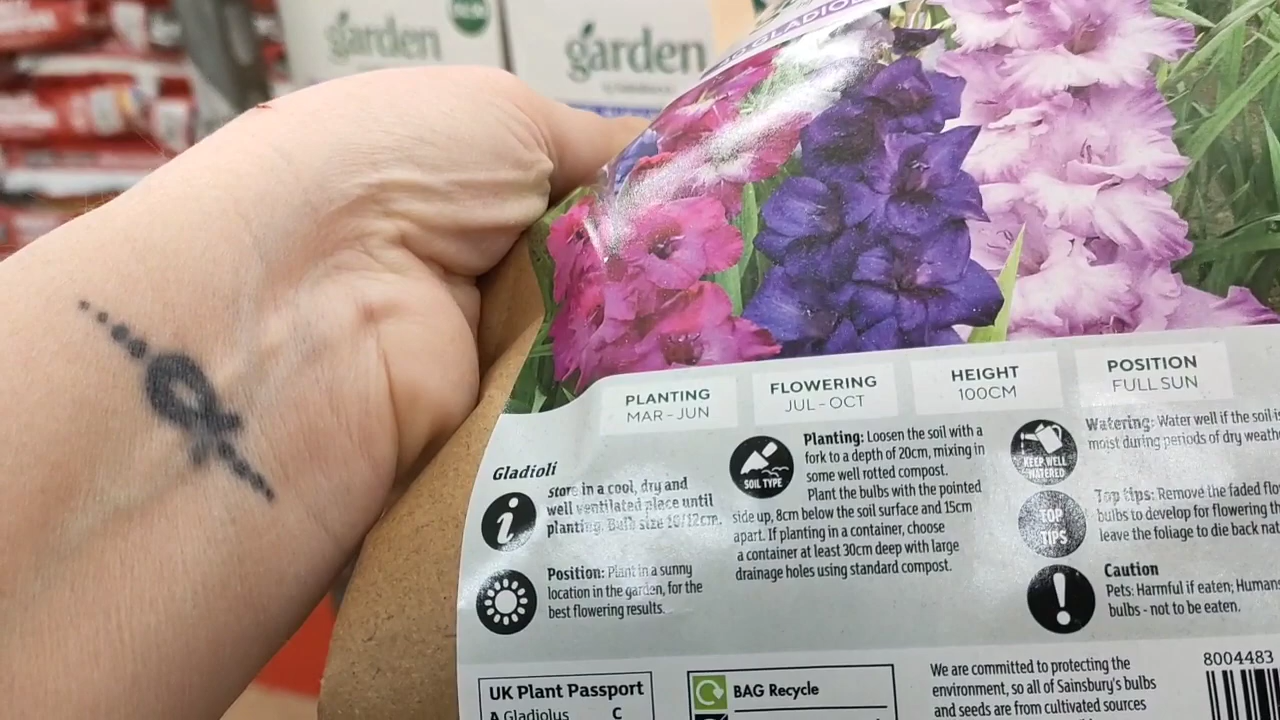 garden
garden
GLADIOL
PLANTING
MAR – JUN
FLOWERING
JUL – OCT
HEIGHT
100CM
POSITION
FULL SUN
Gladioli
store in a cool, dry and
well ventilated place until
planting. Bulb size 10/12cm.
Position: Plant in a sunny
location in the garden, for the
best flowering results.
SOIL TYPE
Planting: Loosen the soil with a
fork to a depth of 20cm, mixing in
some well rotted compost.
Plant the bulbs with the pointed
side up, 8cm below the soil surface and 15cm
apart. If planting in a container, choose
a container at least 30cm deep with large
drainage holes using standard compost.
KEEP WELL
WATERED
Watering: Water well if the soil
moist during periods of dry weath
TOP
TIPS
Top tips: Remove the faded flo
bulbs to develop for flowering th
leave the foliage to die back na
Caution
Pets: Harmful if eaten; Human
bulbs - not to be eaten.
UK Plant Passport
A Gladiolus C
BAG Recycle
We are committed to protecting the
environment, so all of Sainsbury's bulbs
and seeds are from cultivated sources
8004483